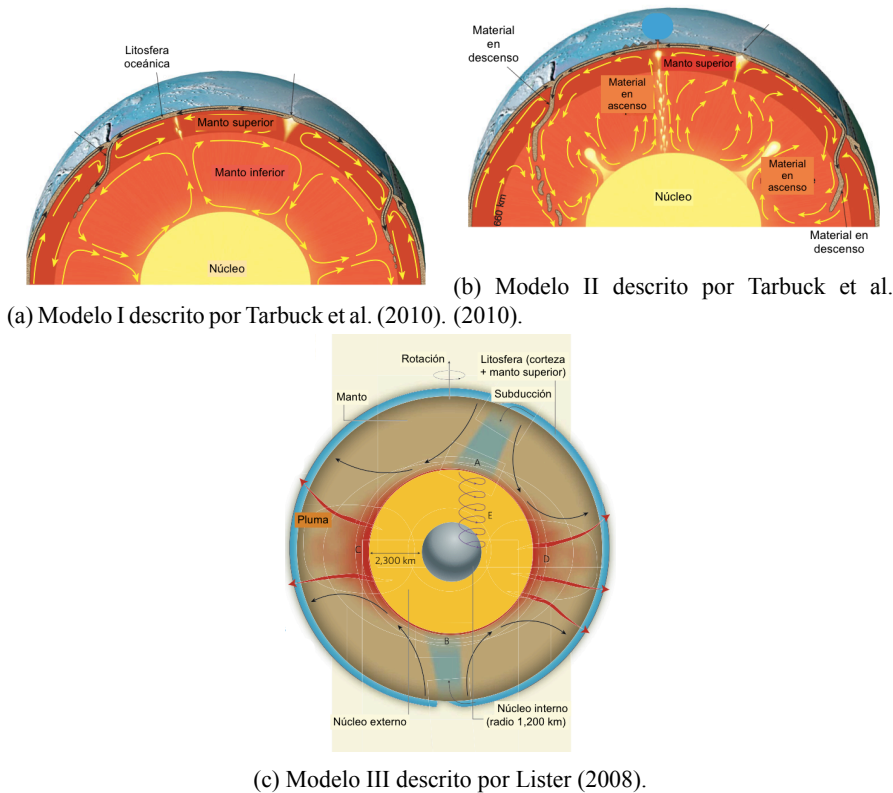 Litosfera
oceánica
Manto superior
Manto inferior
Núcleo
(a) Modelo I descrito por Tarbuck et al. (2010).
Material
en
descenso
Manto superior
Material
en
ascenso
Material
en
ascenso
Núcleo
660 km
Material en
descenso
(b) Modelo II descrito por Tarbuck et al.
(2010).
Rotación
Litosfera (corteza
+ manto superior)
Subducción
Manto
A
E
Pluma
C
2,300 km
D
B
Núcleo externo
Núcleo interno
(radio 1,200 km)
(c) Modelo III descrito por Lister (2008).